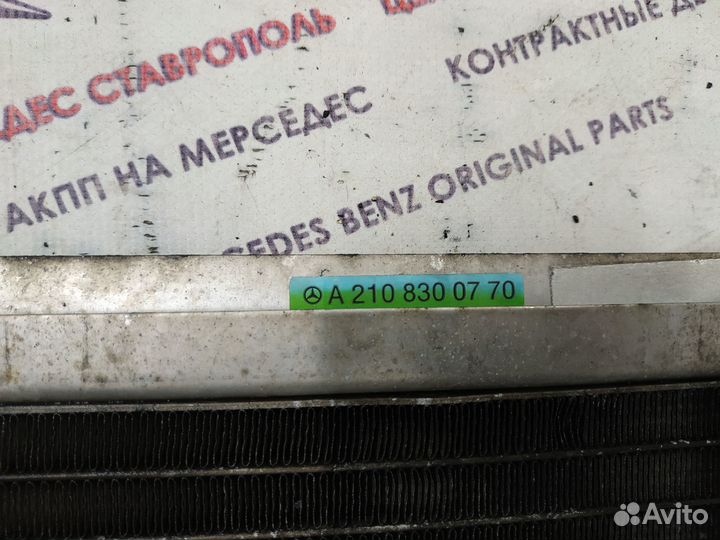 ДЕС СТАВРОПОЛЬ
КОНТРАКТНЫЕ
АКПП НА МЕРСЕДЕС
EDES BENZ ORIGINAL PARTS
A 210 830 07 70
Avito